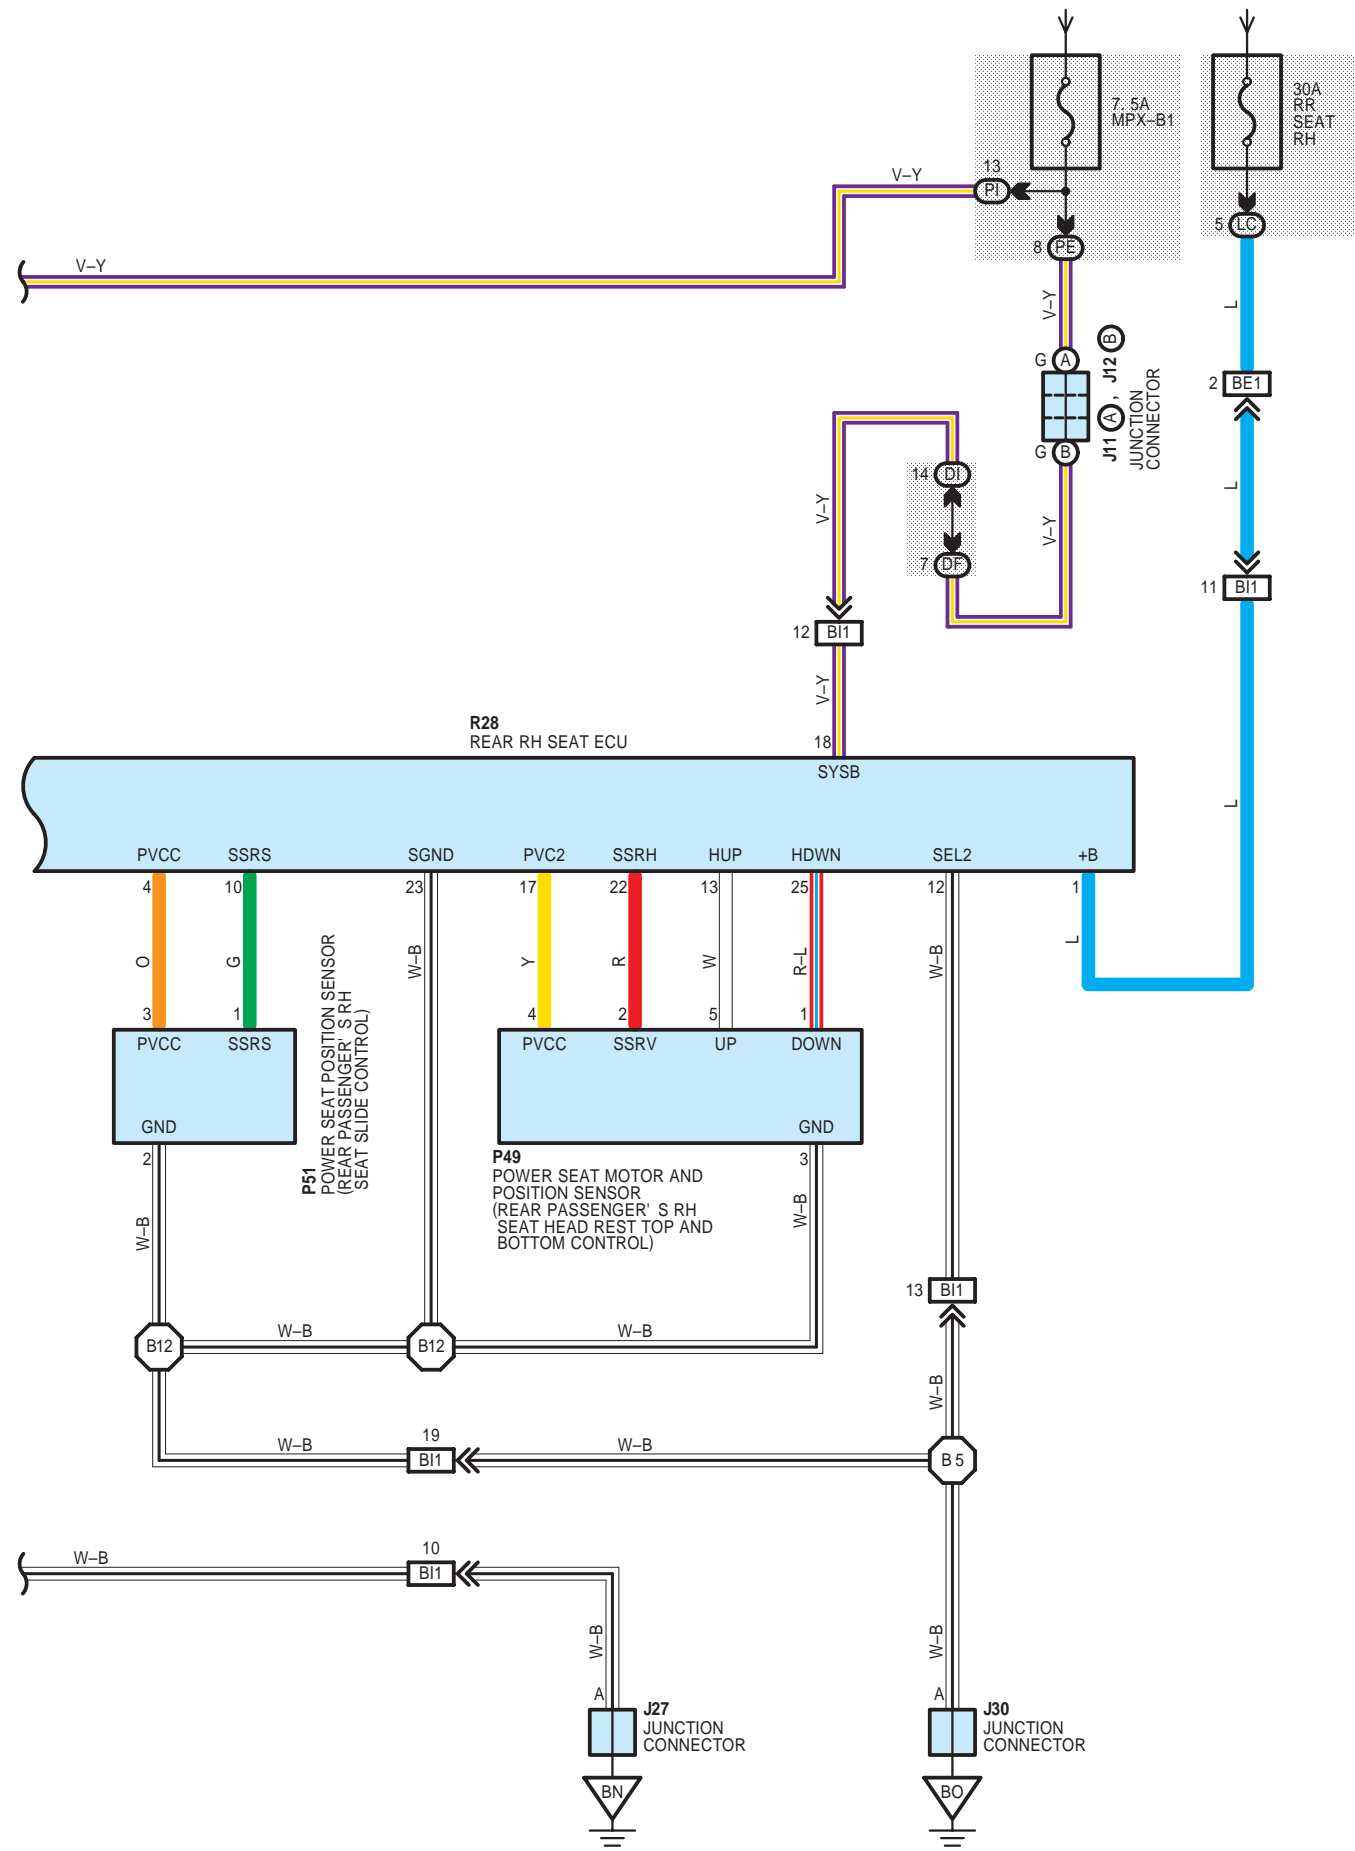 7. 5A
MPX–B1
30A
RR
SEAT
RH
13
PI
V–Y
5
LC
8
PE
V–Y
V–Y
L
G
A
J11 A , J12 B
JUNCTION
CONNECTOR
2
BE1
G
B
14
DI
V–Y
L
V–Y
7
DF
11
BI1
12
BI1
V–Y
R28
REAR RH SEAT ECU
18
SYSB
L
PVCC
SSRS
SGND
PVC2
SSRH
HUP
HDWN
SEL2
+B
4
10
23
17
22
13
25
12
1
O
G
W–B
Y
R
W
R–L
W–B
L
3
1
4
2
5
1
PVCC
SSRS
PVCC
SSRV
UP
DOWN
GND
GND
2
3
P51
POWER SEAT POSITION SENSOR
(REAR PASSENGER' S RH
SEAT SLIDE CONTROL)
P49
POWER SEAT MOTOR AND
POSITION SENSOR
(REAR PASSENGER' S RH
SEAT HEAD REST TOP AND
BOTTOM CONTROL)
W–B
W–B
13
BI1
B12
W–B
B12
W–B
W–B
W–B
19
BI1
W–B
B 5
W–B
10
BI1
W–B
W–B
A
J27
JUNCTION
CONNECTOR
A
J30
JUNCTION
CONNECTOR
BN
BO